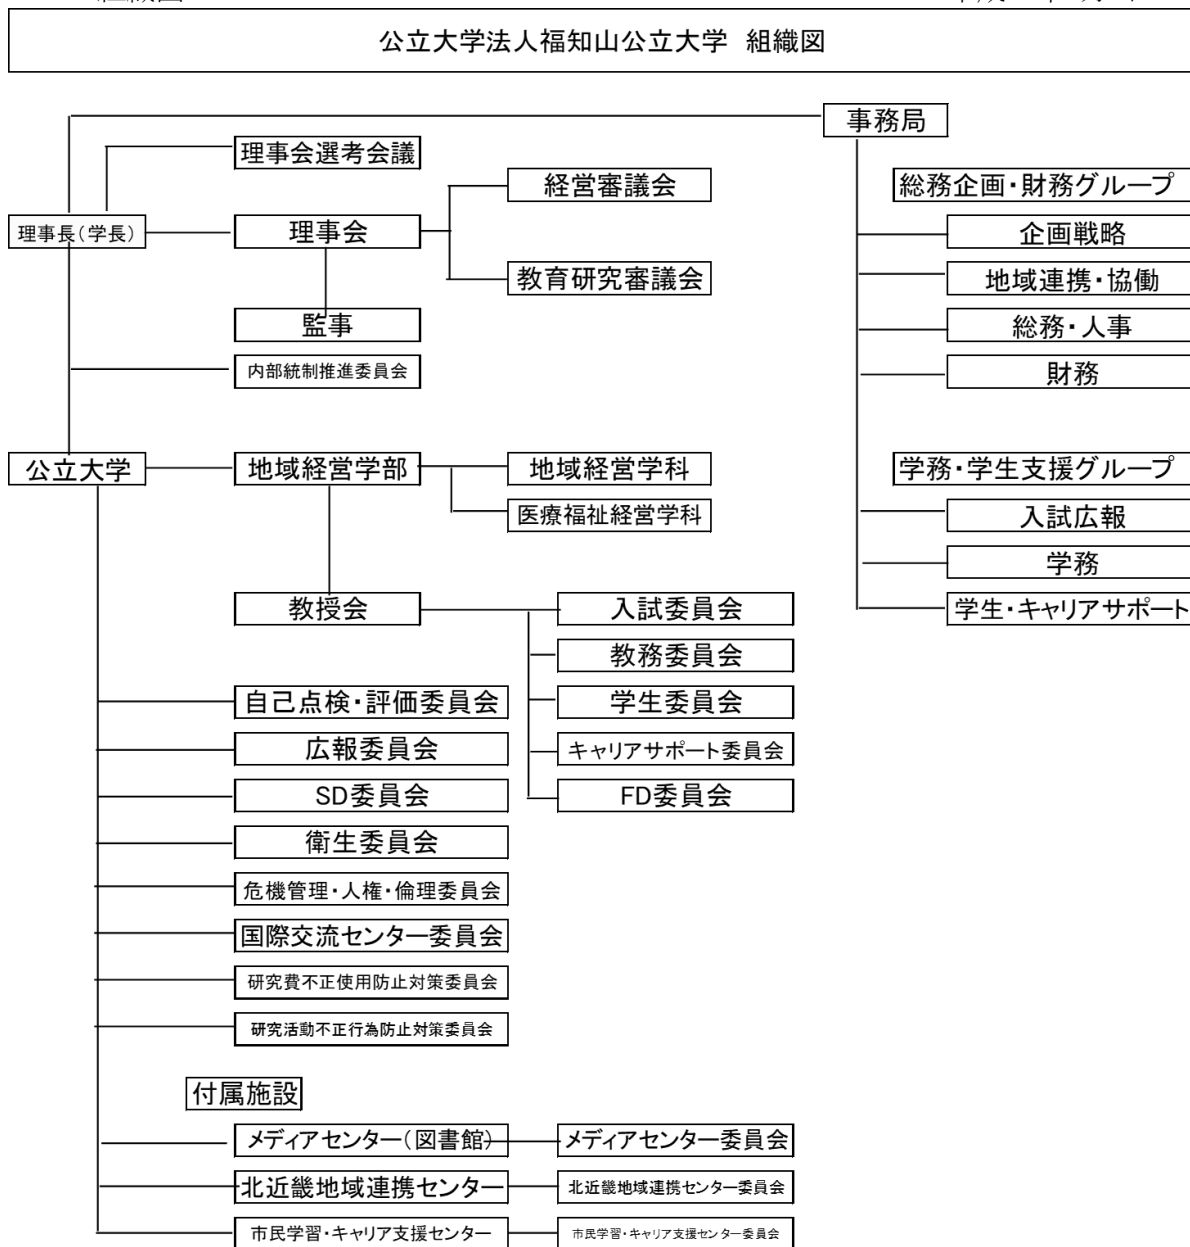 公立大学法人福知山公立大学 組織図
事務局
理事会選考会議
経営審議会
総務企画・財務グループ
理事長(学長)
理事会
企画戦略
教育研究審議会
地域連携・協働
監事
総務・人事
内部統制推進委員会
財務
公立大学
地域経営学部
地域経営学科
学務・学生支援グループ
医療福祉経営学科
入試広報
学務
教授会
入試委員会
学生・キャリアサポート
教務委員会
自己点検・評価委員会
学生委員会
広報委員会
キャリアサポート委員会
SD委員会
FD委員会
衛生委員会
危機管理・人権・倫理委員会
国際交流センター委員会
研究費不正使用防止対策委員会
研究活動不正行為防止対策委員会
付属施設
メディアセンター(図書館)
メディアセンター委員会
北近畿地域連携センター
北近畿地域連携センター委員会
市民学習・キャリア支援センター
市民学習・キャリア支援センター委員会